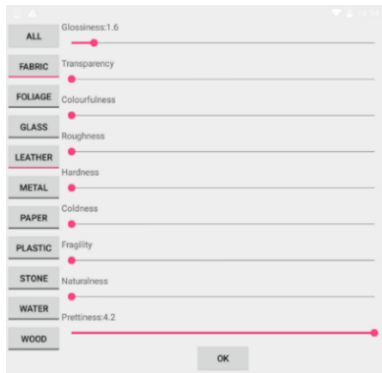 ALL
FABRIC
FOLIAGE
GLASS
LEATHER
METAL
PAPER
PLASTIC
STONE
WATER
WOOD
Glossiness:1.6
Transparency
Colourfulness
Roughness
Hardness
Coldness
Fragility
Naturalness
Prettiness:4.2
OK